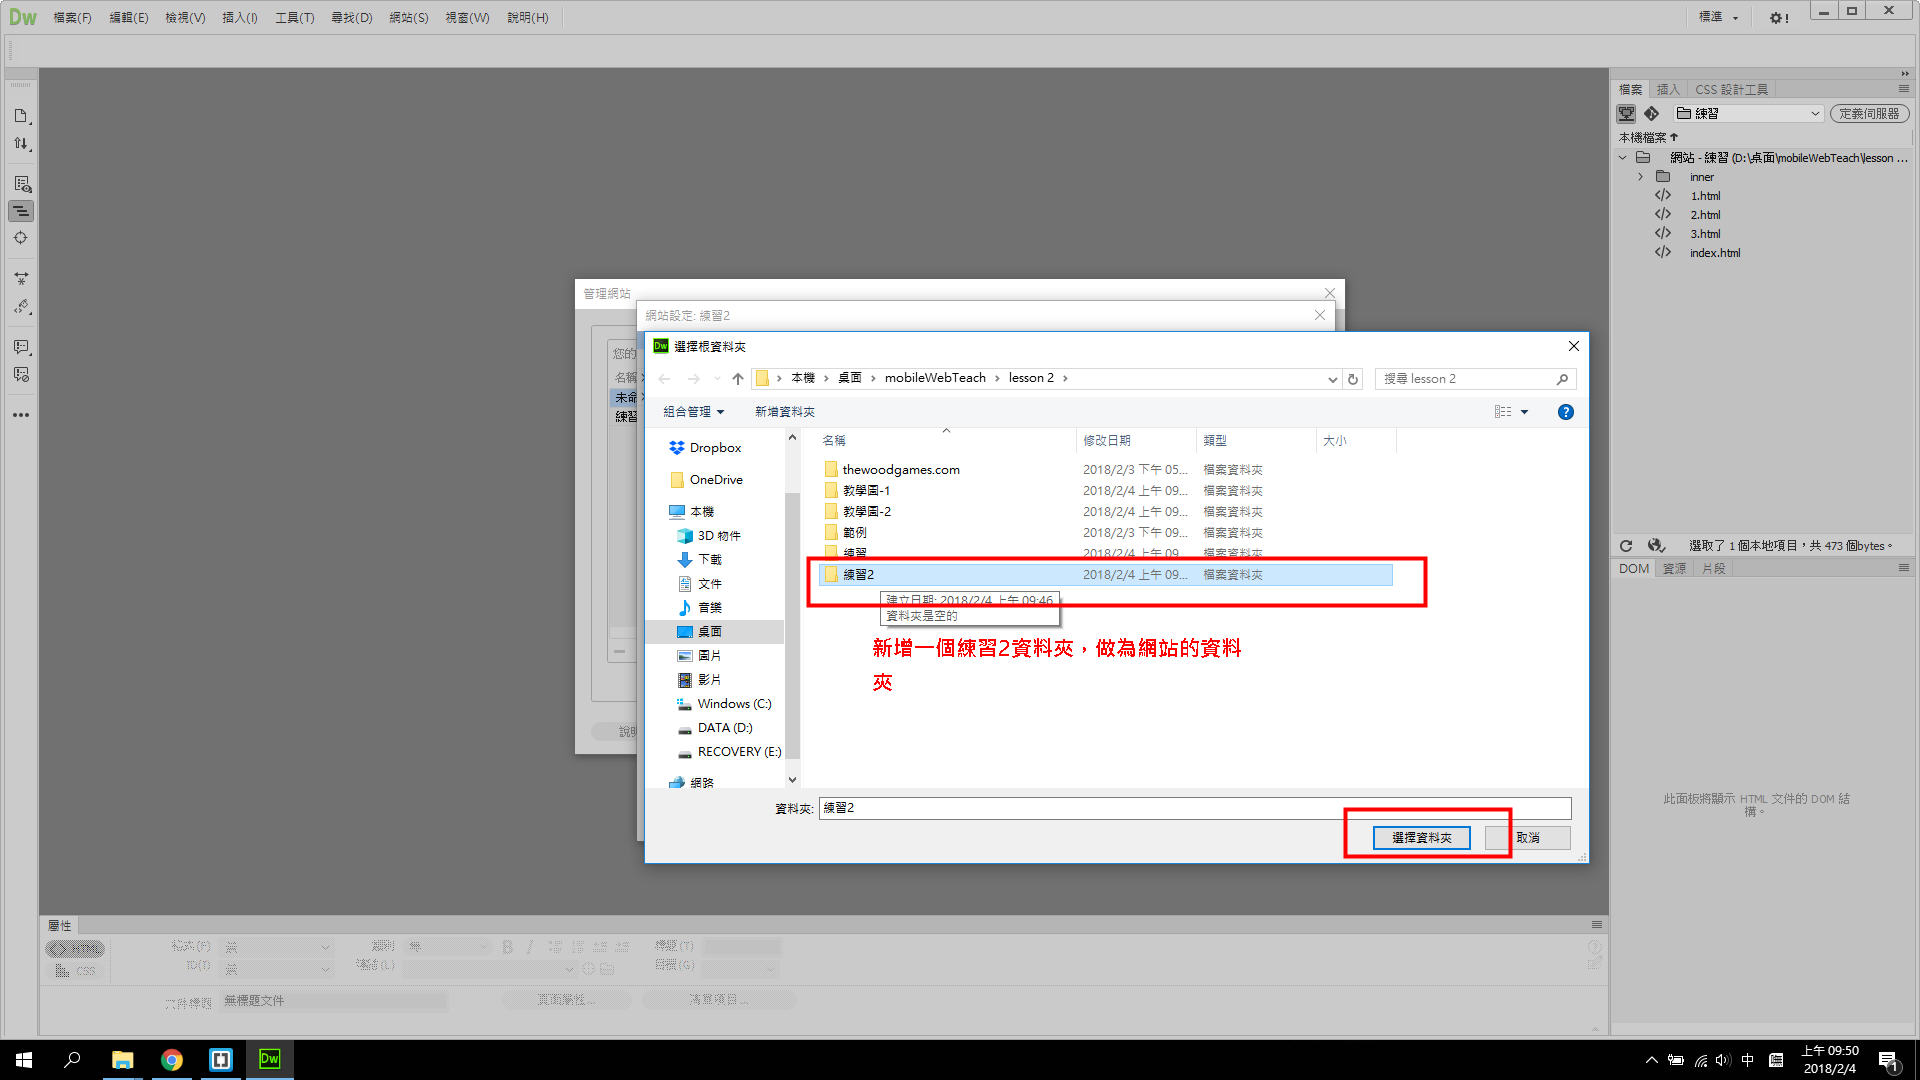 Dw 檔案(F) 編輯(E) 檢視(V) 插入(I) 工具(T) 尋找(D) 網站(S) 視窗(W) 說明(H) 標準
檔案 插入 CSS 設計工具
練習 定義伺服器
本機檔案
網站 - 練習 (D:\桌面\mobileWebTeach\lesson ...
inner
1.html
2.html
3.html
index.html
選取了 1 個本地項目，共 473 個bytes。
DOM 資源 片段
此面板將顯示 HTML 文件的 DOM 結
構。
管理網站
網站設定: 練習2
您的
名稱
未命
練習
說明
Dw 選擇根資料夾
本機 桌面 mobileWebTeach lesson 2
搜尋 lesson 2
組合管理 新增資料夾
Dropbox
OneDrive
本機
3D 物件
下載
文件
音樂
桌面
圖片
影片
Windows (C:)
DATA (D:)
RECOVERY (E:)
網路
名稱 修改日期 類型 大小
thewoodgames.com 2018/2/3 下午 05... 檔案資料夾
教學圖-1 2018/2/4 上午 09... 檔案資料夾
教學圖-2 2018/2/4 上午 09... 檔案資料夾
範例 2018/2/3 下午 09... 檔案資料夾
練習 2018/2/4 上午 09... 檔案資料夾
練習2 2018/2/4 上午 09... 檔案資料夾
建立日期: 2018/2/4 上午 09:46
資料夾是空的
新增一個練習2資料夾，做為網站的資料
夾
資料夾: 練習2
選擇資料夾 取消
屬性
HTML 格式(F) 無 類別 無 B I 標題(T)
CSS ID(I) 無 連結(L) 目標(G)
文件標題 無標題文件 頁面屬性... 清單項目...
Dw
中
上午 09:50
2018/2/4
1